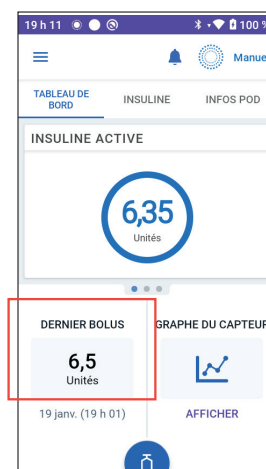 19 h 11 100 %
Manue
TABLEAU DE
BORD
INSULINE
INFOS POD
INSULINE ACTIVE
6,35
Unités
DERNIER BOLUS
GRAPHE DU CAPTEUR
6,5
Unités
19 janv. (19 h 01)
AFFICHER